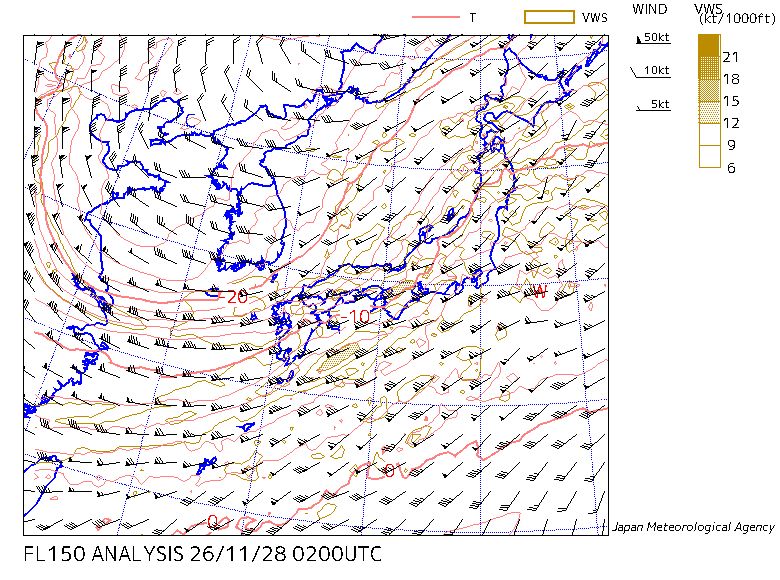 T
VWS
WIND
VWS
(kt/1000ft)
50kt
10kt
5kt
21
18
15
12
9
6
C
-20
-10
W
0
0
Japan Meteorological Agency
FL150 ANALYSIS 26/11/28 0200UTC